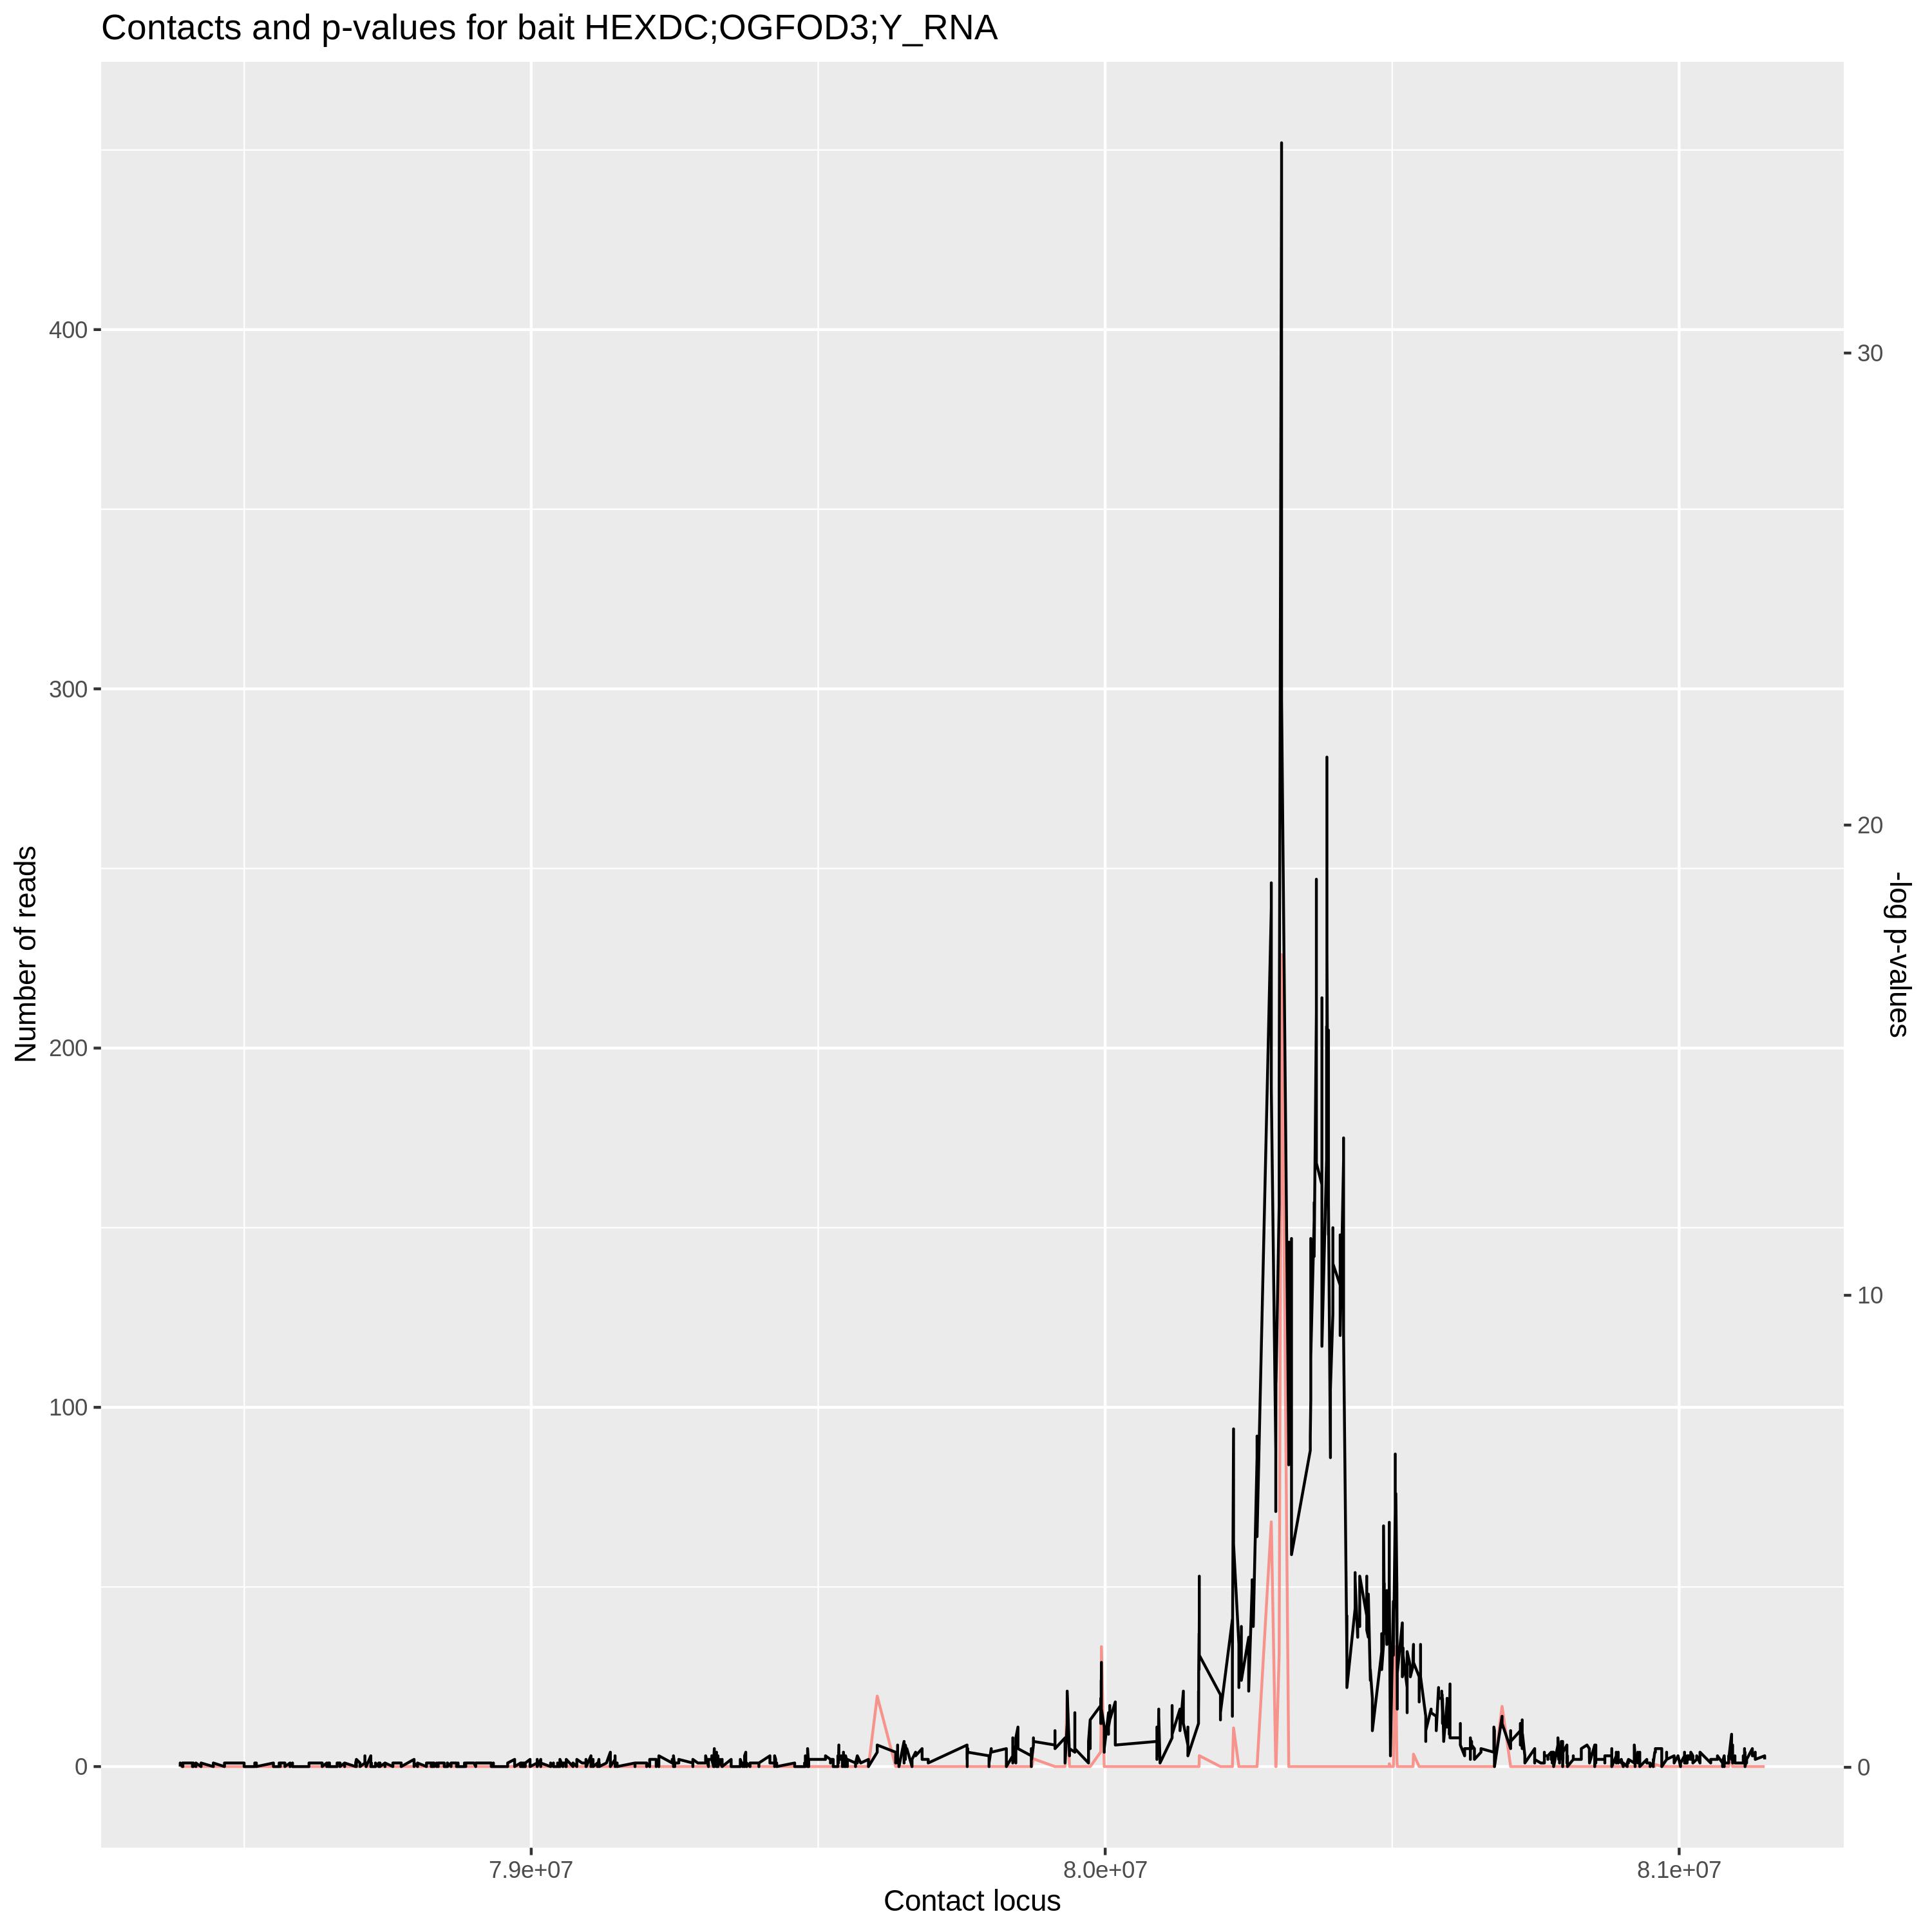 Contacts and p-values for bait HEXDC;OGFOD3;Y_RNA
Number of reads
400
300
200
100
0
30
20
10
0
-log p-values
7.9e+07
8.0e+07
8.1e+07
Contact locus